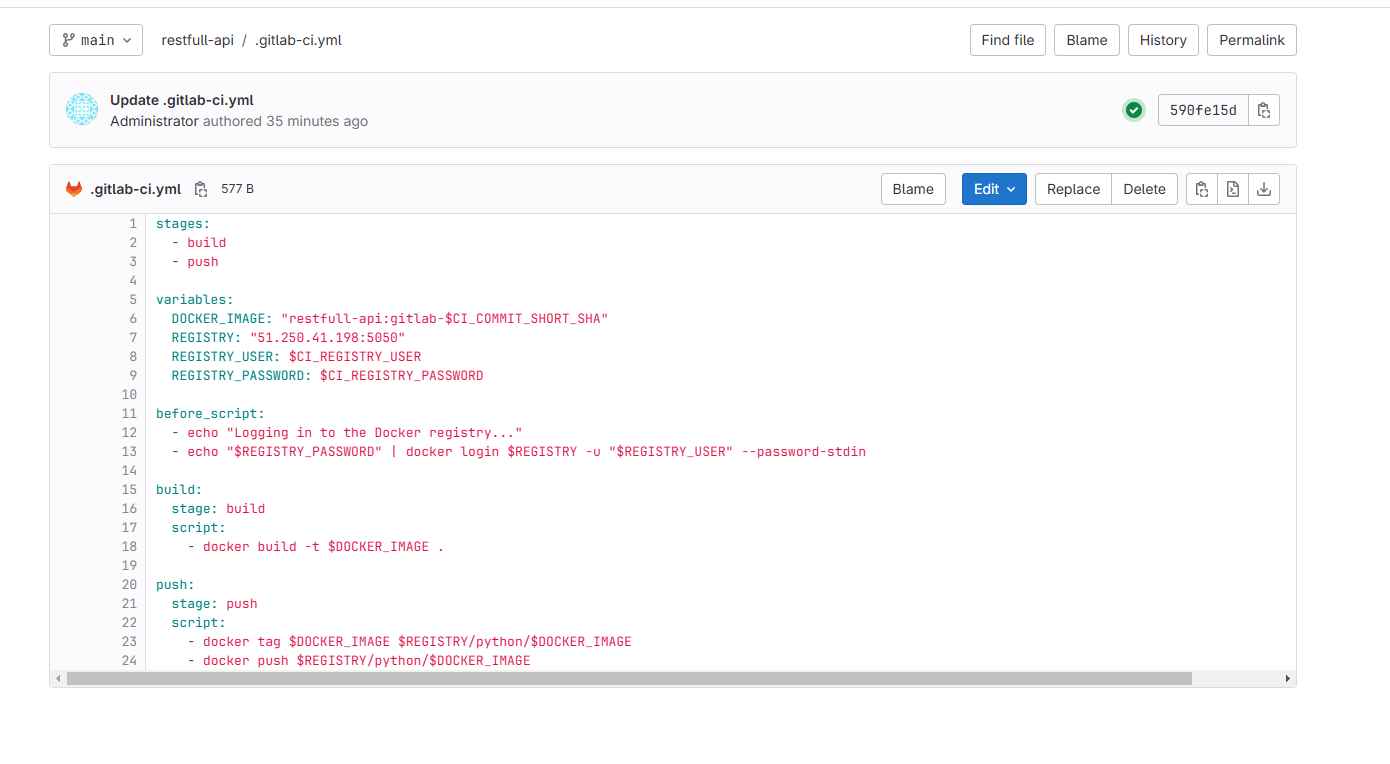 main restfull-api / .gitlab-ci.yml Find file Blame History Permalink
Update .gitlab-ci.yml
Administrator authored 35 minutes ago
590fe15d
.gitlab-ci.yml 577 B Blame Edit Replace Delete
1 stages:
2   - build
3   - push
4
5 variables:
6   DOCKER_IMAGE: "restfull-api:gitlab-$CI_COMMIT_SHORT_SHA"
7   REGISTRY: "51.250.41.198:5050"
8   REGISTRY_USER: $CI_REGISTRY_USER
9   REGISTRY_PASSWORD: $CI_REGISTRY_PASSWORD
10
11 before_script:
12   - echo "Logging in to the Docker registry..."
13   - echo "$REGISTRY_PASSWORD" | docker login $REGISTRY -u "$REGISTRY_USER" --password-stdin
14
15 build:
16   stage: build
17   script:
18     - docker build -t $DOCKER_IMAGE .
19
20 push:
21   stage: push
22   script:
23     - docker tag $DOCKER_IMAGE $REGISTRY/python/$DOCKER_IMAGE
24     - docker push $REGISTRY/python/$DOCKER_IMAGE